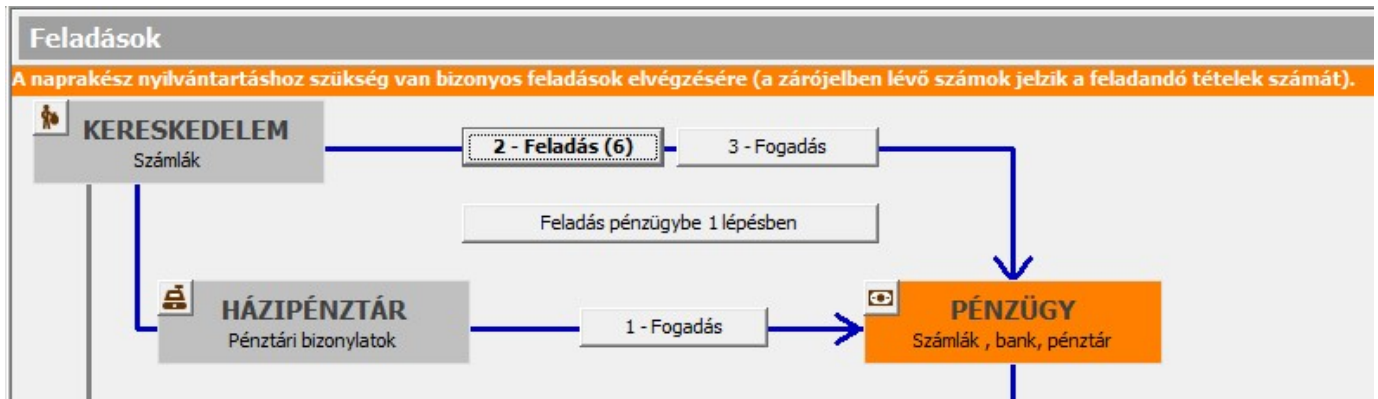 Feladások
A naprakész nyilvántartáshoz szükség van bizonyos feladások elvégzésére (a zárójelben lévő számok jelzik a feladandó tételek számát).
KERESKEDELEM
Számlák
2 - Feladás (6)
3 - Fogadás
Feladás pénzügybe 1 lépésben
HÁZIPÉNZTÁR
Pénztári bizonylatok
1 - Fogadás
PÉNZÜGY
Számlák , bank, pénztár